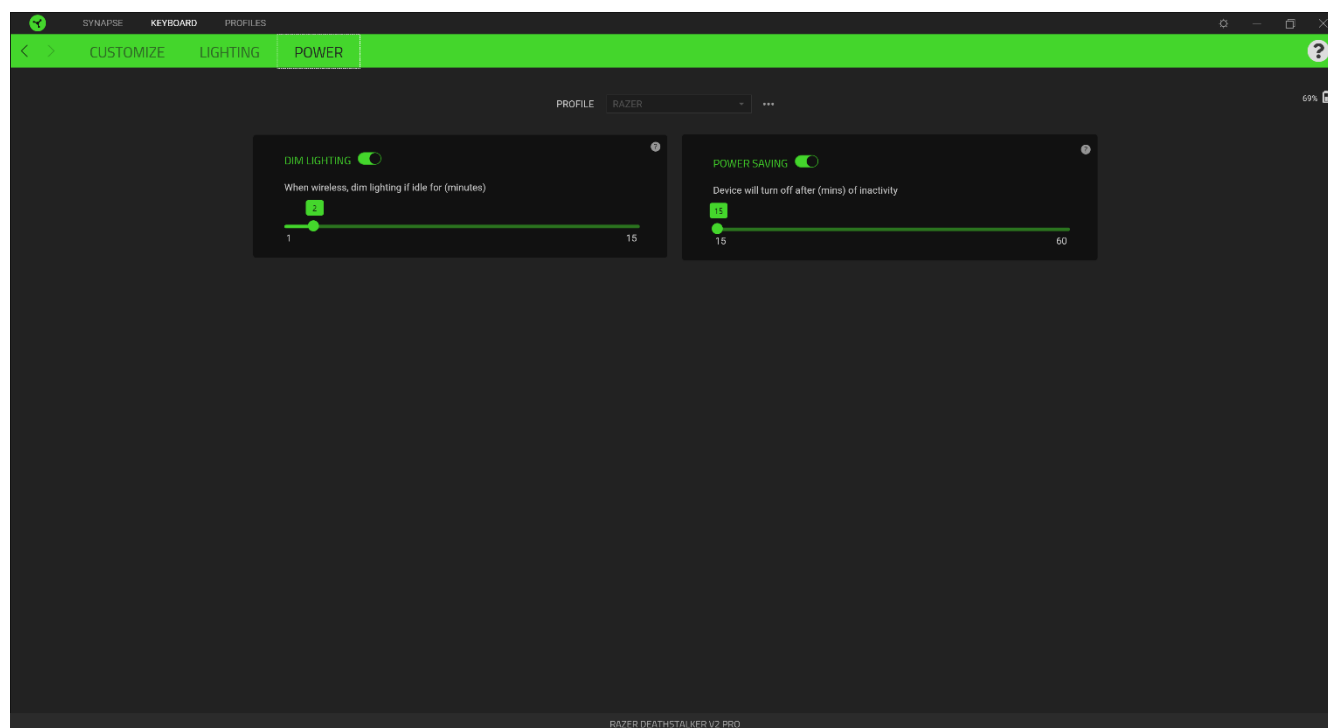 SYNAPSE KEYBOARD PROFILES
CUSTOMIZE LIGHTING POWER ?
PROFILE RAZER •••
69%
DIM LIGHTING ?
When wireless, dim lighting if idle for (minutes)
2
1 15
POWER SAVING ?
Device will turn off after (mins) of inactivity
15
15 60
RAZER DEATHSTALKER V2 PRO